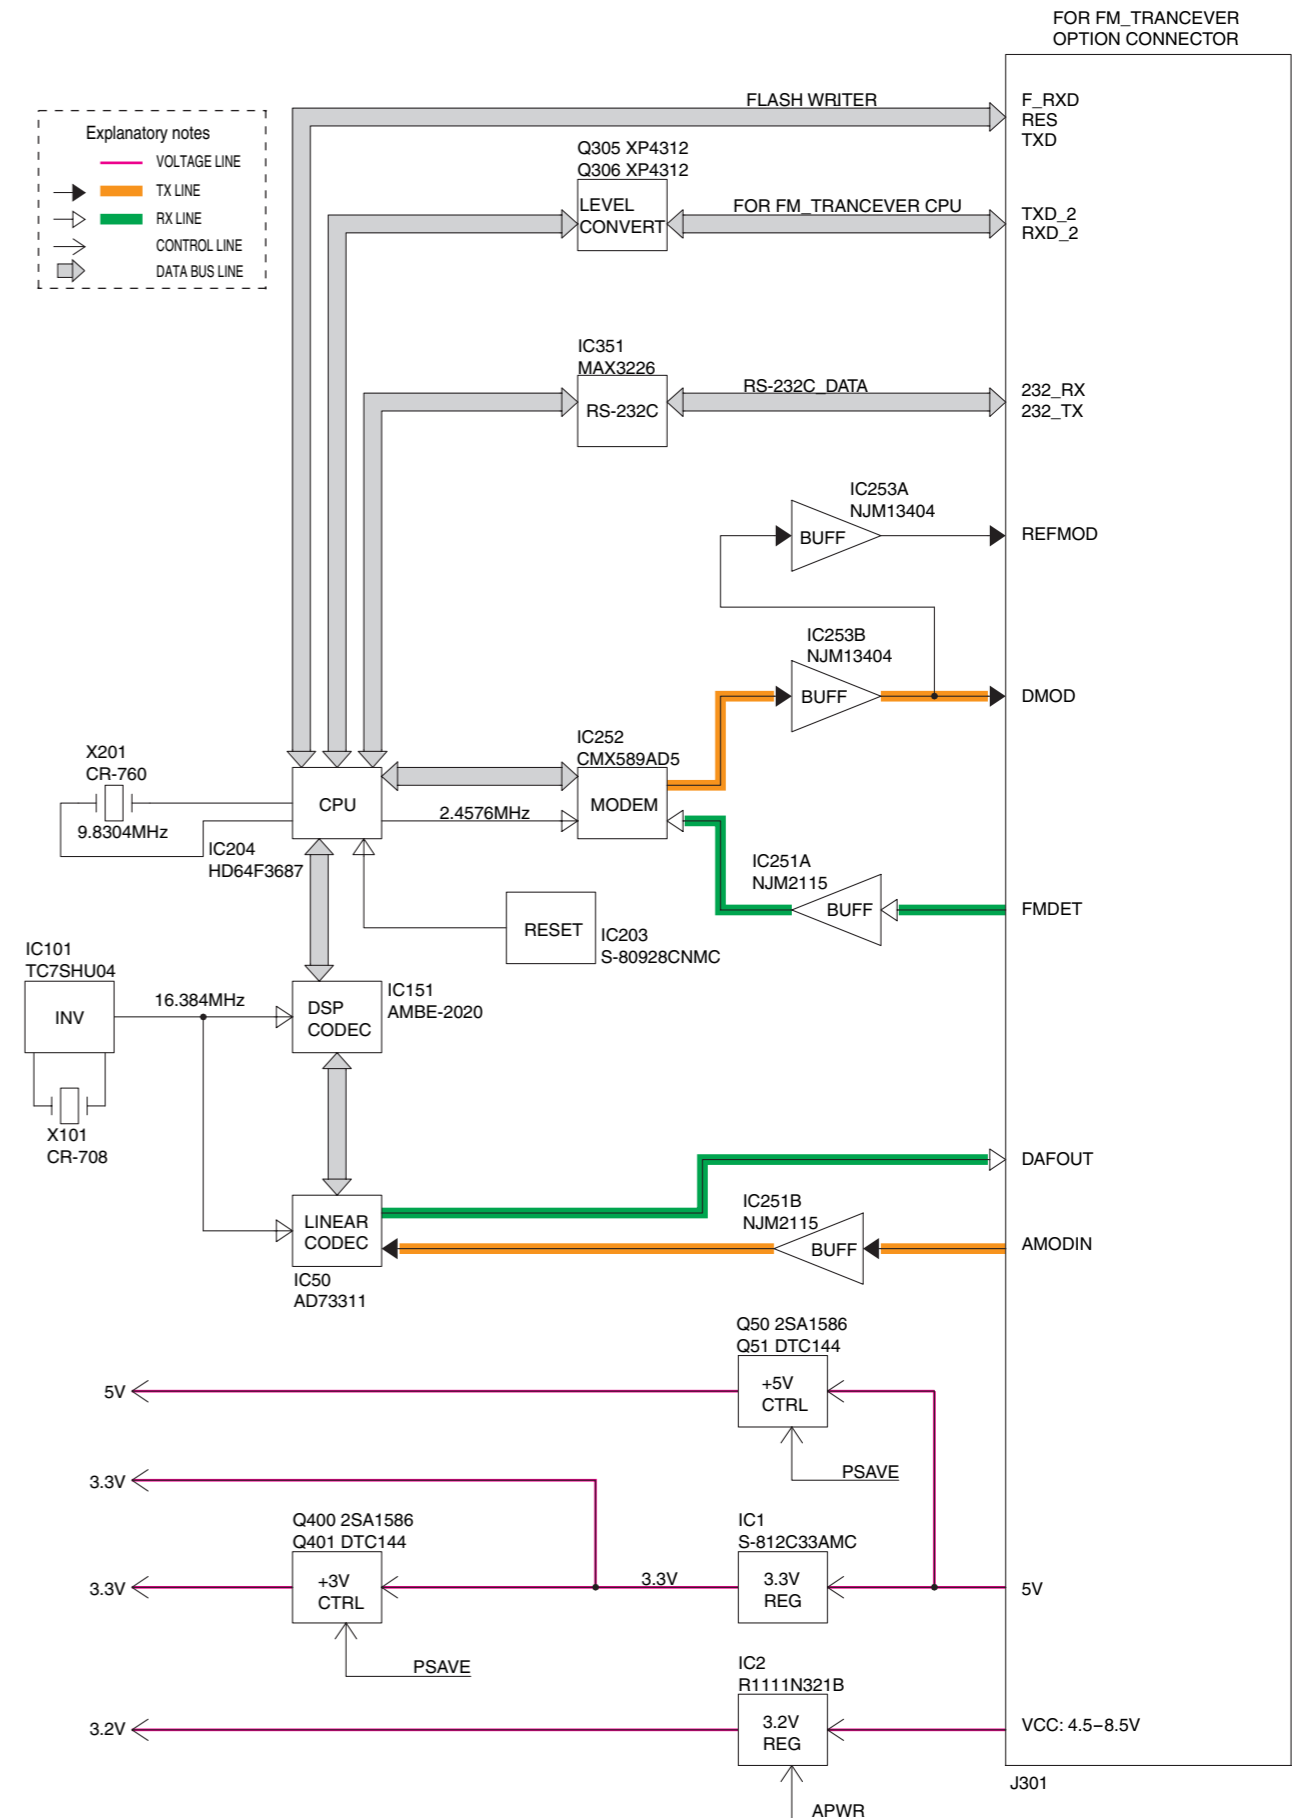 FOR FM_TRANCEVER
OPTION CONNECTOR
Explanatory notes
VOLTAGE LINE
TX LINE
RX LINE
CONTROL LINE
DATA BUS LINE
FLASH WRITER
F_RXD
RES
TXD
Q305 XP4312
Q306 XP4312
LEVEL
CONVERT
FOR FM_TRANCEVER CPU
TXD_2
RXD_2
IC351
MAX3226
RS-232C
RS-232C_DATA
232_RX
232_TX
IC253A
NJM13404
BUFF
REFMOD
IC253B
NJM13404
BUFF
DMOD
X201
CR-760
9.8304MHz
CPU
IC204
HD64F3687
2.4576MHz
IC252
CMX589AD5
MODEM
IC251A
NJM2115
BUFF
FMDET
RESET
IC203
S-80928CNMC
IC101
TC7SHU04
INV
16.384MHz
X101
CR-708
DSP
CODEC
IC151
AMBE-2020
DAFOUT
LINEAR
CODEC
IC50
AD73311
IC251B
NJM2115
BUFF
AMODIN
Q50 2SA1586
Q51 DTC144
+5V
CTRL
5V
PSAVE
3.3V
Q400 2SA1586
Q401 DTC144
+3V
CTRL
3.3V
PSAVE
3.3V
IC1
S-812C33AMC
3.3V
REG
5V
IC2
R1111N321B
3.2V
REG
3.2V
VCC: 4.5–8.5V
J301
APWR